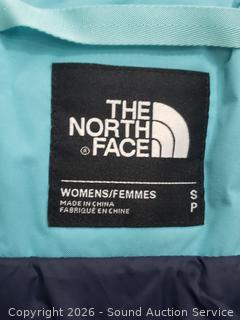 THE
NORTH
FACE
®
WOMENS/FEMMES S
MADE IN CHINA P
FABRIQUÉ EN CHINE
Copyright 2026 - Sound Auction Service